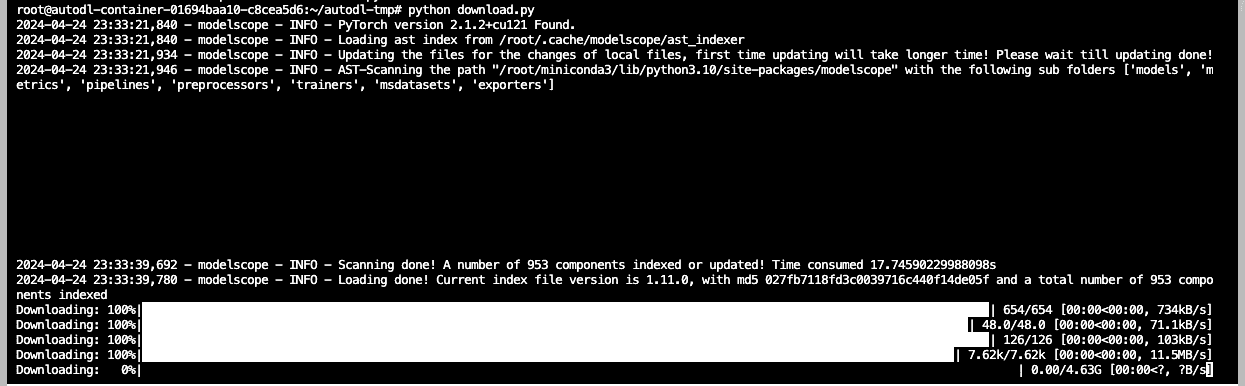 root@autodl-container-01694baa10-c8cea5d6:~/autodl-tmp# python download.py
2024-04-24 23:33:21,840 - modelscope - INFO - PyTorch version 2.1.2+cu121 Found.
2024-04-24 23:33:21,840 - modelscope - INFO - Loading ast index from /root/.cache/modelscope/ast_indexer
2024-04-24 23:33:21,934 - modelscope - INFO - Updating the files for the changes of local files, first time updating will take longer time! Please wait till updating done!
2024-04-24 23:33:21,946 - modelscope - INFO - AST-Scanning the path "/root/miniconda3/lib/python3.10/site-packages/modelscope" with the following sub folders ['models', 'm
etrics', 'pipelines', 'preprocessors', 'trainers', 'msdatasets', 'exporters']
2024-04-24 23:33:39,692 - modelscope - INFO - Scanning done! A number of 953 components indexed or updated! Time consumed 17.74590229988098s
2024-04-24 23:33:39,780 - modelscope - INFO - Loading done! Current index file version is 1.11.0, with md5 027fb7118fd3c0039716c440f14de05f and a total number of 953 compo
nents indexed
Downloading: 100%| | 654/654 [00:00<00:00, 734kB/s]
Downloading: 100%| | 48.0/48.0 [00:00<00:00, 71.1kB/s]
Downloading: 100%| | 126/126 [00:00<00:00, 103kB/s]
Downloading: 100%| | 7.62k/7.62k [00:00<00:00, 11.5MB/s]
Downloading: 0%| | 0.00/4.63G [00:00<?, ?B/s]